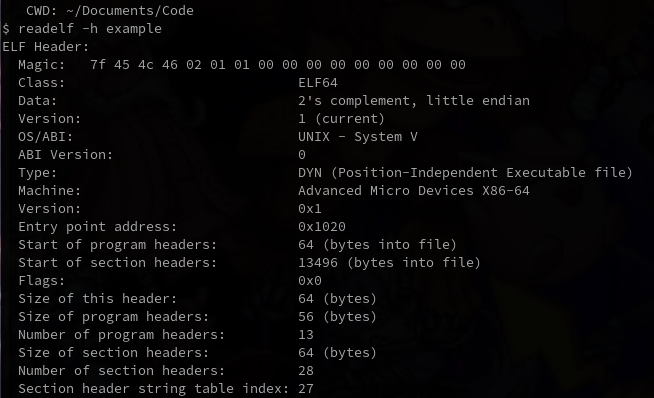 CWD: ~/Documents/Code
$ readelf -h example
ELF Header:
  Magic:   7f 45 4c 46 02 01 01 00 00 00 00 00 00 00 00 00
  Class:                             ELF64
  Data:                              2's complement, little endian
  Version:                           1 (current)
  OS/ABI:                            UNIX - System V
  ABI Version:                       0
  Type:                              DYN (Position-Independent Executable file)
  Machine:                           Advanced Micro Devices X86-64
  Version:                           0x1
  Entry point address:               0x1020
  Start of program headers:          64 (bytes into file)
  Start of section headers:          13496 (bytes into file)
  Flags:                             0x0
  Size of this header:               64 (bytes)
  Size of program headers:           56 (bytes)
  Number of program headers:         13
  Size of section headers:           64 (bytes)
  Number of section headers:         28
  Section header string table index: 27